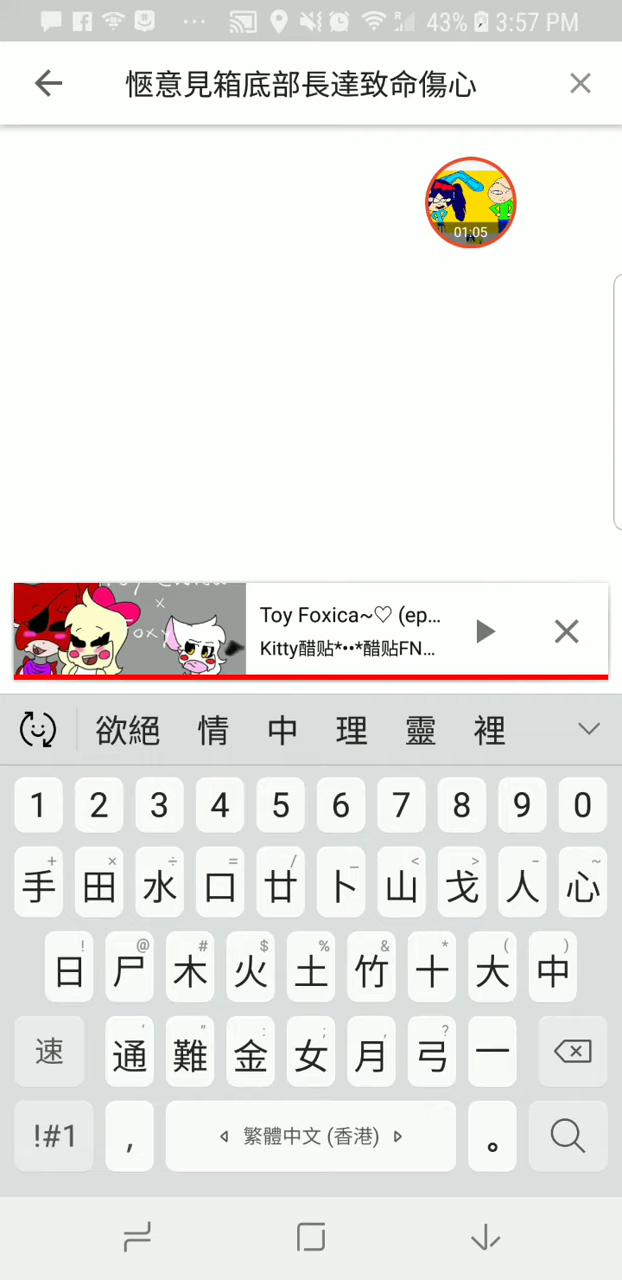 43% 3:57 PM
愜意見箱底部長達致命傷心
01:05
Toy Foxica~♡ (ep...
x
oxy
Kitty醋贴*••*醋贴FN...
欲絕 情 中 理 靈 裡
1 2 3 4 5 6 7 8 9 0
+ × ÷ = / _ < > - ~
手 田 水 口 廿 卜 山 戈 人 心
! @ # $ % & * ( )
日 尸 木 火 土 竹 十 大 中
' " : ; , ?
速 通 難 金 女 月 弓 一
!#1 , 繁體中文 (香港) 。